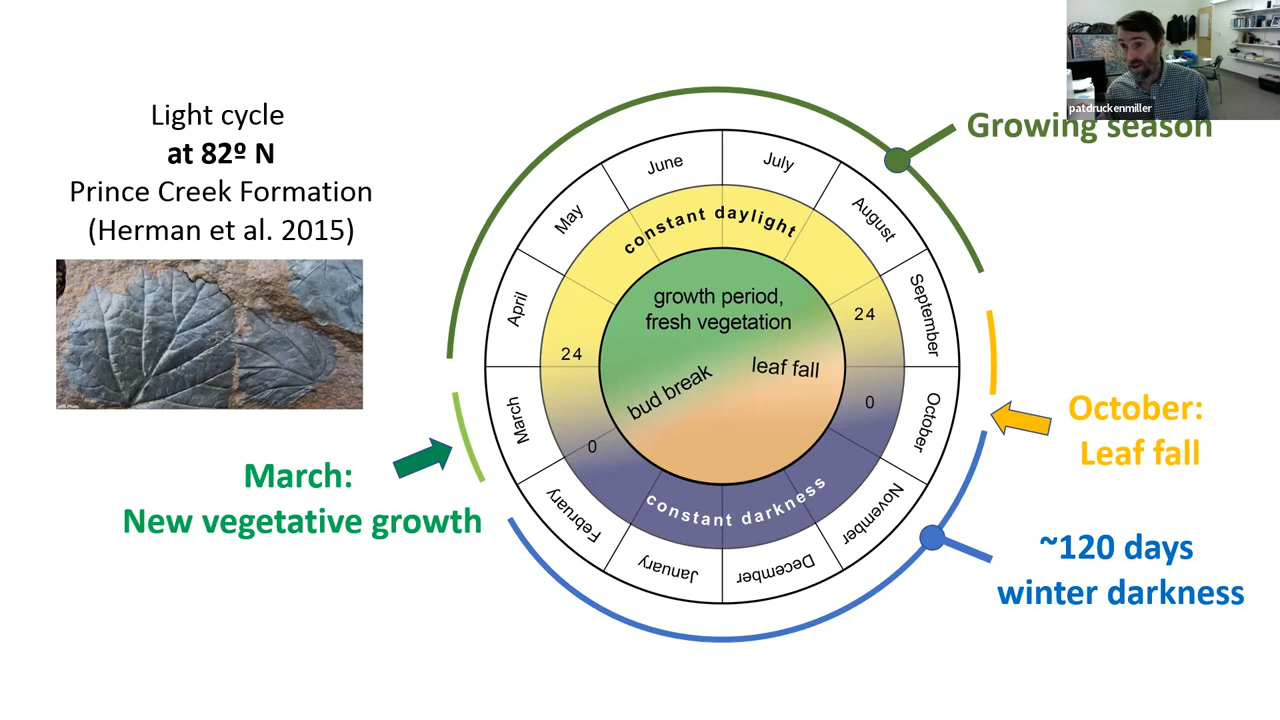 Light cycle
at 82º N
Prince Creek Formation
(Herman et al. 2015)
patdruckenmiller
Growing season
June
July
May
August
April
September
March
October
February
November
January
December
constant daylight
24
24
0
0
constant darkness
growth period,
fresh vegetation
bud break
leaf fall
October:
Leaf fall
March:
New vegetative growth
~120 days
winter darkness